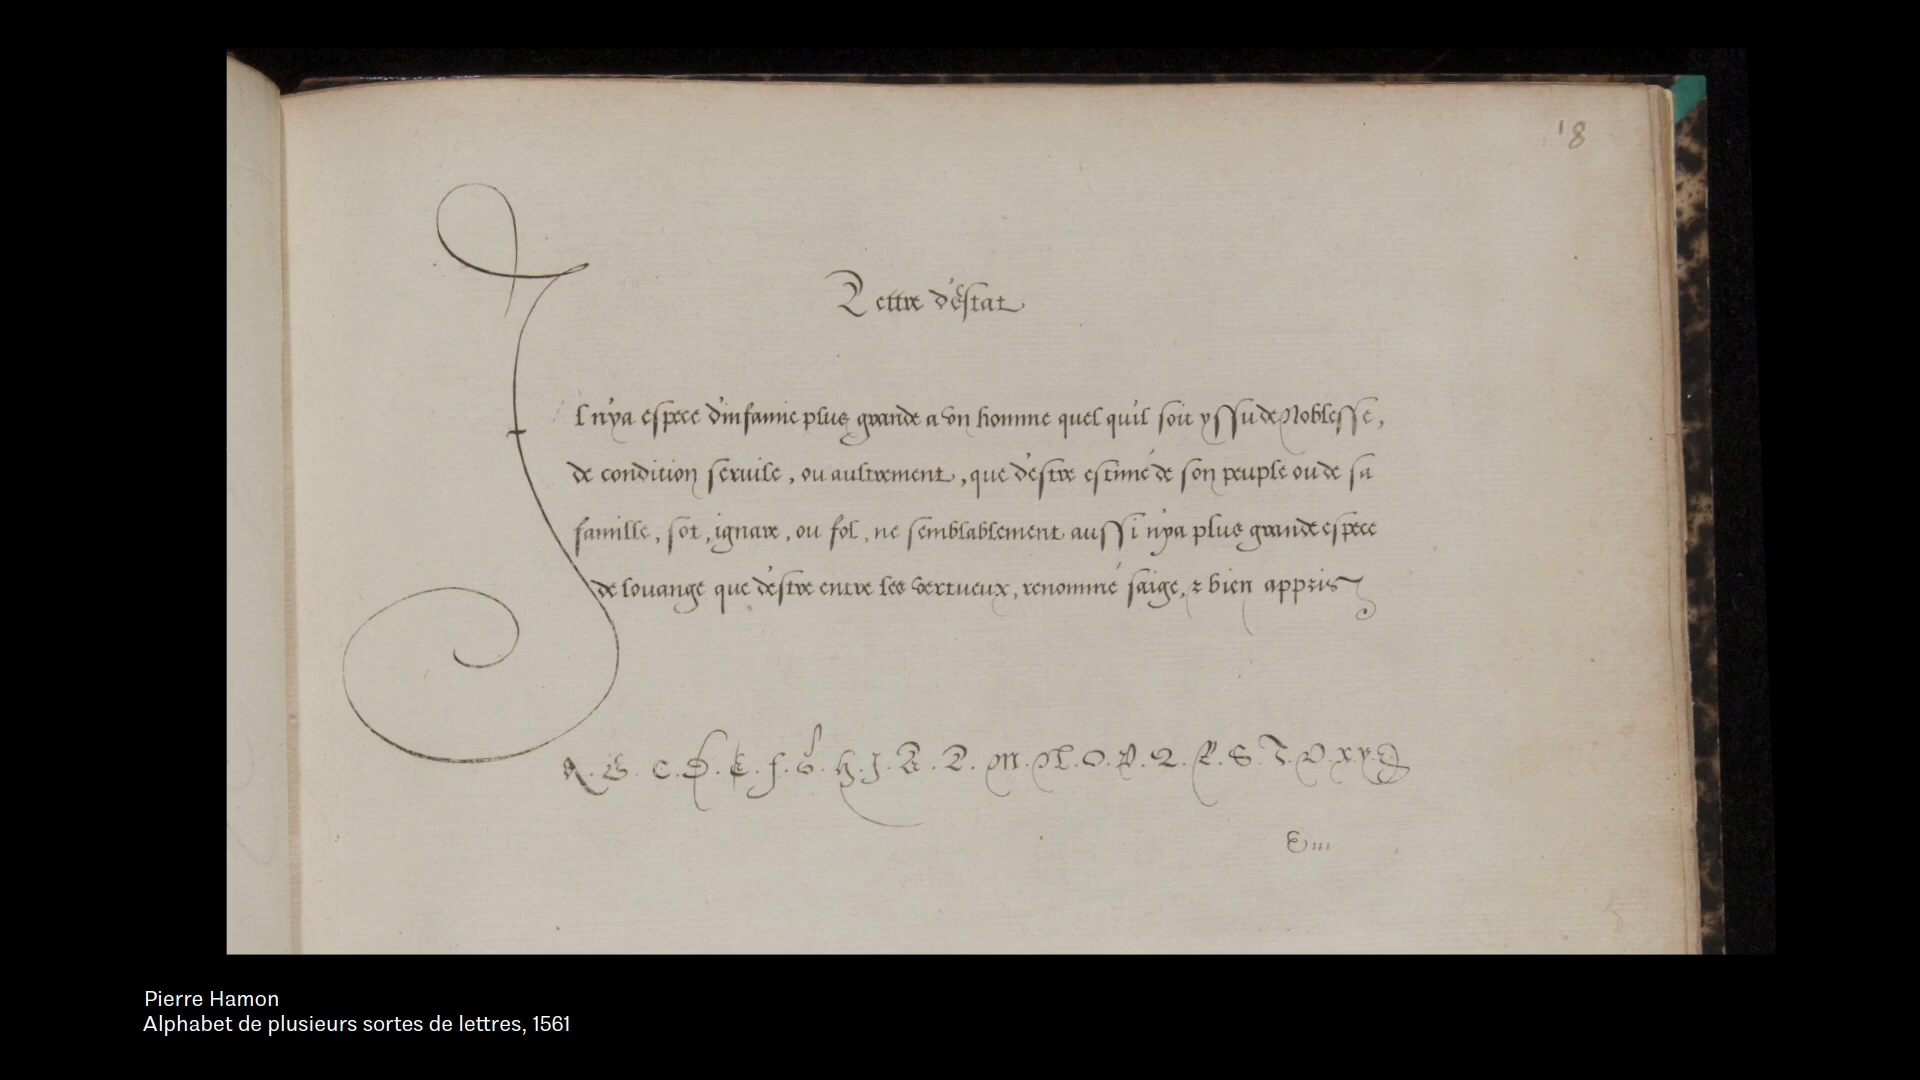 18
Lettre d'Estat
Il n'y a espece d'infamie plus grande a vn homme quel qu'il soit yssu de Noblesse,
de condition seruile, ou aultrement, que d'estre estimé de son peuple ou de sa
famille, sot, ignare, ou fol, ne semblablement aussi n'y a plus grande espece
de louange que d'estre entre les vertueux, renommé saige, & bien appris
A. B. C. D. E. F. G. H. I. K. L. M. N. O. P. Q. R. S. T. V. X. Y. Z
Pierre Hamon
Alphabet de plusieurs sortes de lettres, 1561